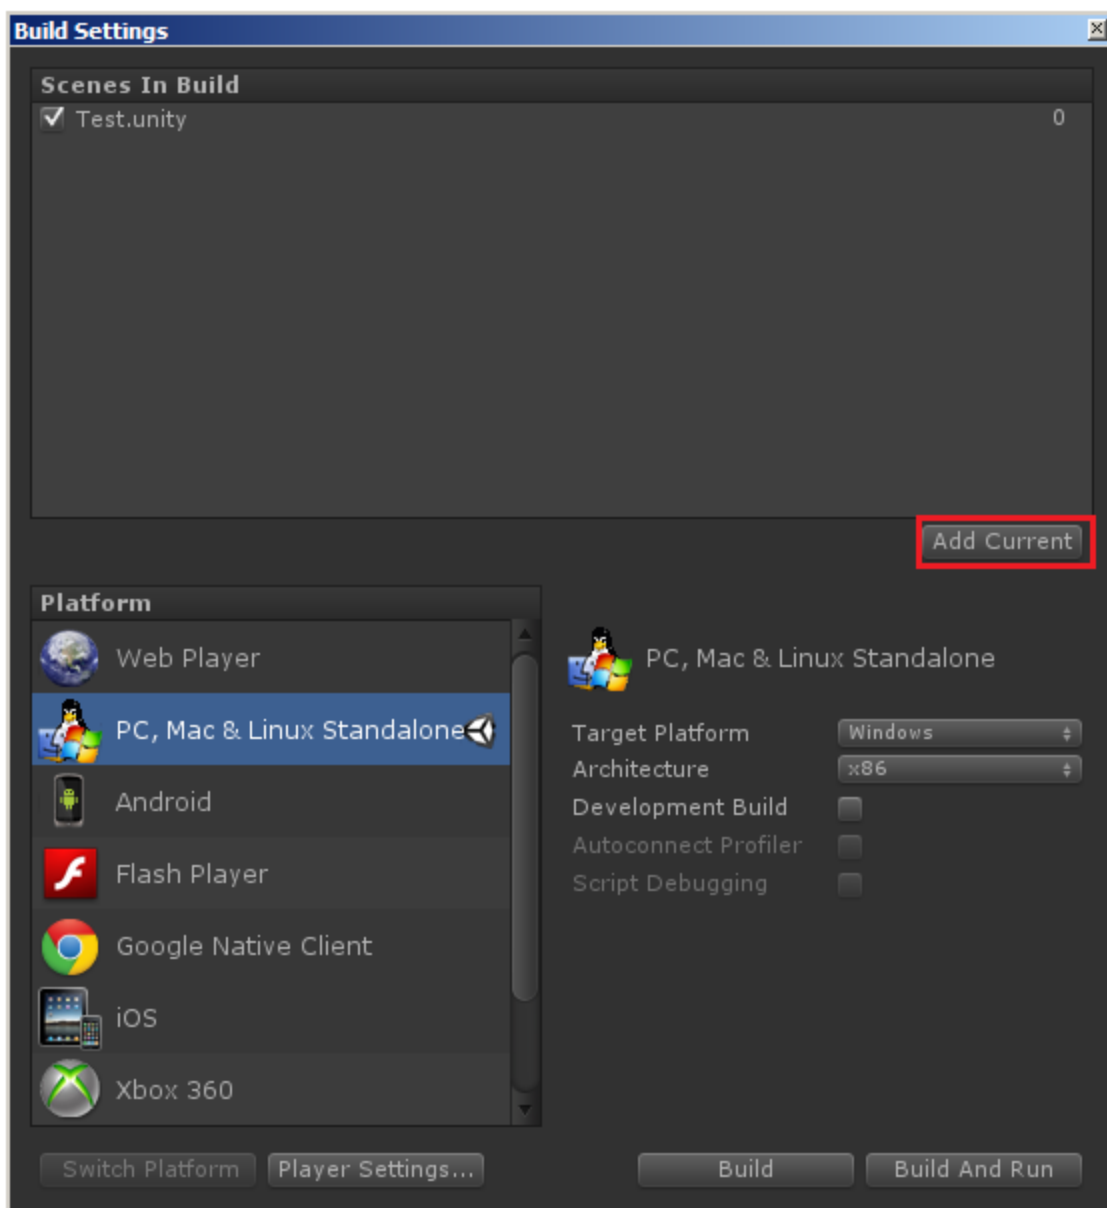 Build Settings
Scenes In Build
Test.unity 0
Add Current
Platform
Web Player
PC, Mac & Linux Standalone
Android
Flash Player
Google Native Client
iOS
Xbox 360
PC, Mac & Linux Standalone
Target Platform Windows
Architecture x86
Development Build
Autoconnect Profiler
Script Debugging
Switch Platform Player Settings... Build Build And Run